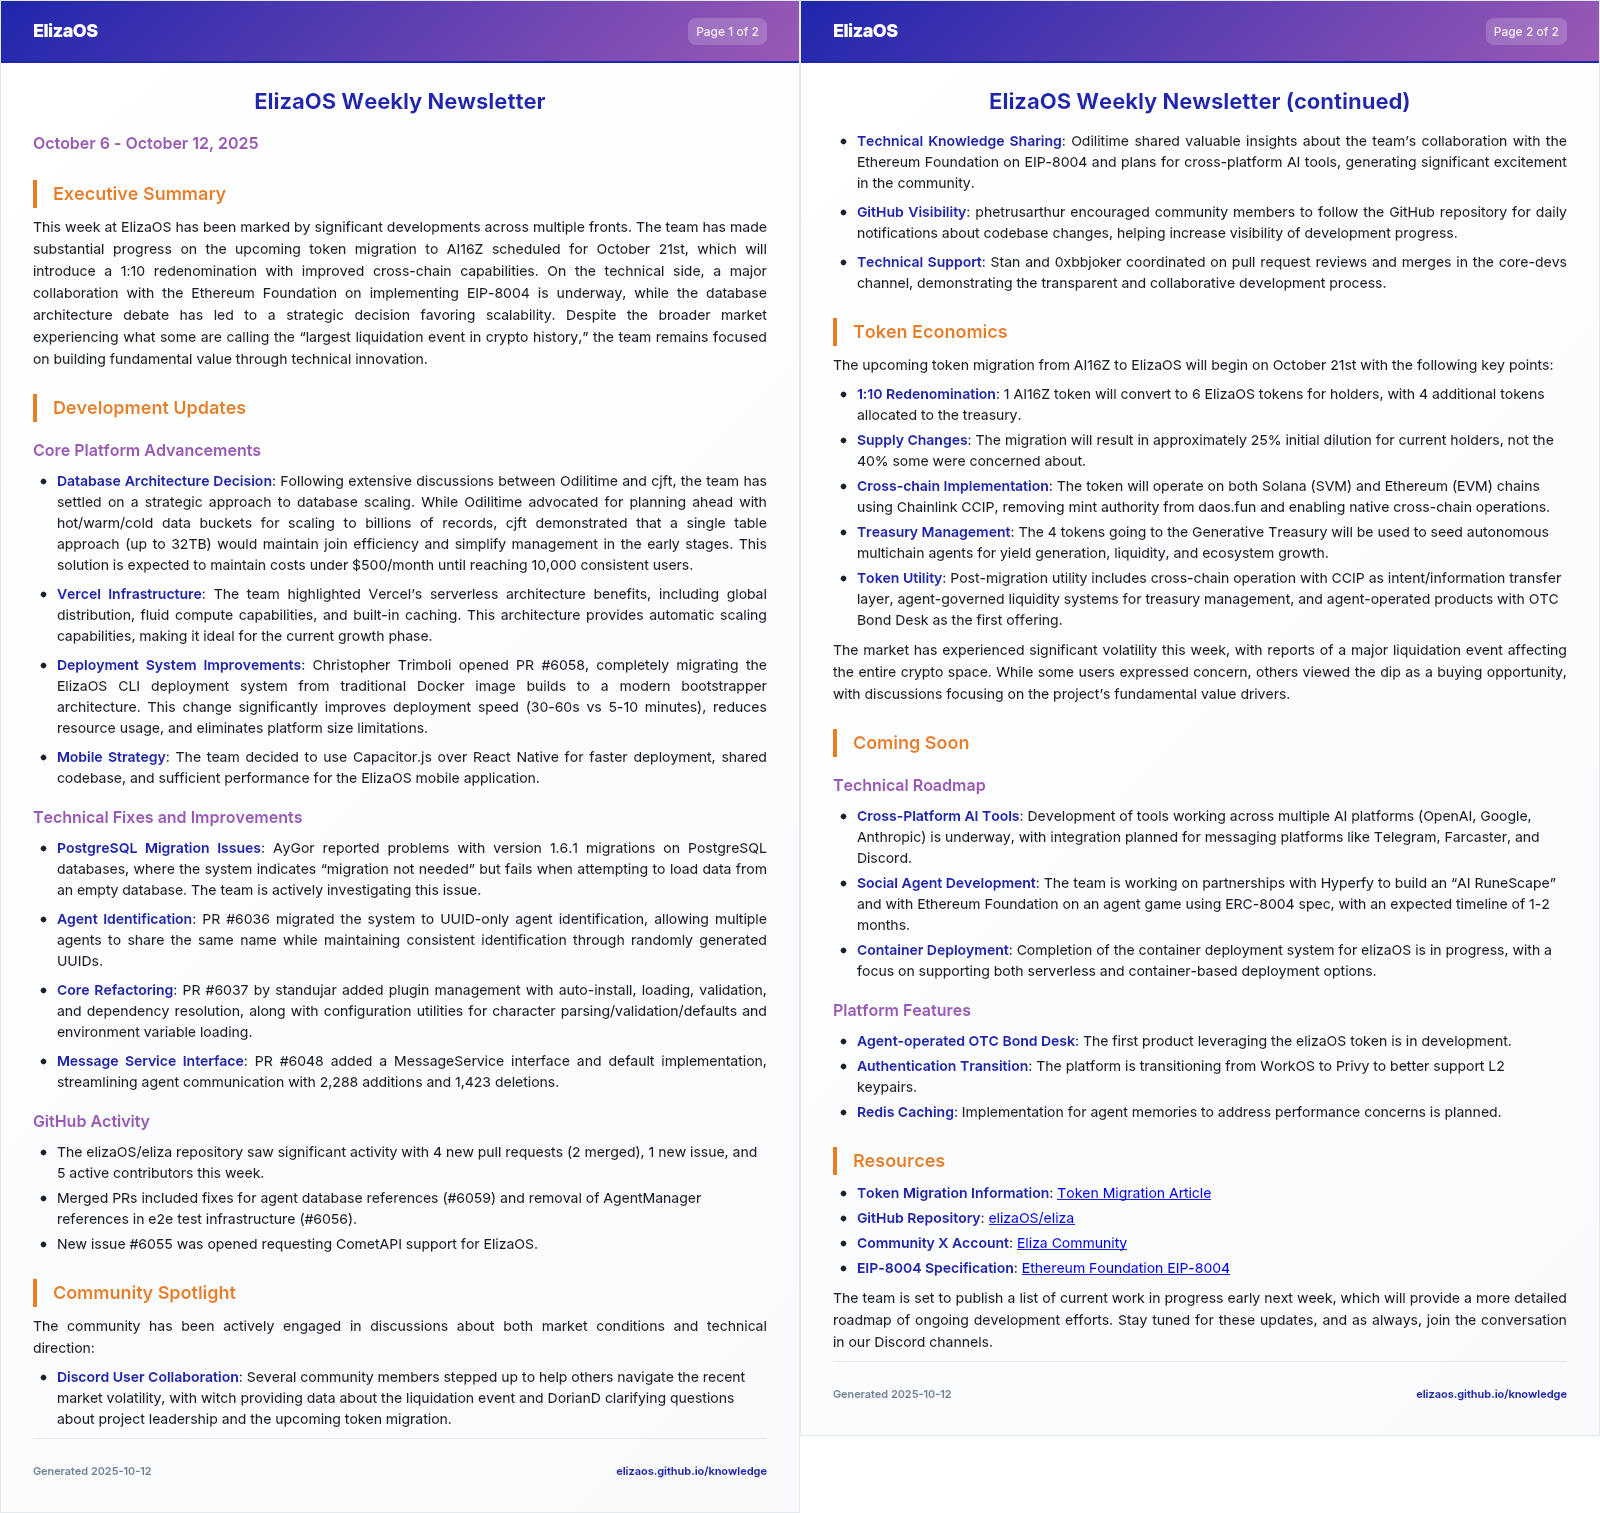 ElizaOS
Page 1 of 2
ElizaOS Weekly Newsletter
October 6 - October 12, 2025
Executive Summary
This week at ElizaOS has been marked by significant developments across multiple fronts. The team has made
substantial progress on the upcoming token migration to AI16Z scheduled for October 21st, which will
introduce a 1:10 redenomination with improved cross-chain capabilities. On the technical side, a major
collaboration with the Ethereum Foundation on implementing EIP-8004 is underway, while the database
architecture debate has led to a strategic decision favoring scalability. Despite the broader market
experiencing what some are calling the “largest liquidation event in crypto history,” the team remains focused
on building fundamental value through technical innovation.
Development Updates
Core Platform Advancements
• Database Architecture Decision: Following extensive discussions between Odilitime and cjft, the team has
settled on a strategic approach to database scaling. While Odilitime advocated for planning ahead with
hot/warm/cold data buckets for scaling to billions of records, cjft demonstrated that a single table
approach (up to 32TB) would maintain join efficiency and simplify management in the early stages. This
solution is expected to maintain costs under $500/month until reaching 10,000 consistent users.
• Vercel Infrastructure: The team highlighted Vercel’s serverless architecture benefits, including global
distribution, fluid compute capabilities, and built-in caching. This architecture provides automatic scaling
capabilities, making it ideal for the current growth phase.
• Deployment System Improvements: Christopher Trimboli opened PR #6058, completely migrating the
ElizaOS CLI deployment system from traditional Docker image builds to a modern bootstrapper
architecture. This change significantly improves deployment speed (30-60s vs 5-10 minutes), reduces
resource usage, and eliminates platform size limitations.
• Mobile Strategy: The team decided to use Capacitor.js over React Native for faster deployment, shared
codebase, and sufficient performance for the ElizaOS mobile application.
Technical Fixes and Improvements
• PostgreSQL Migration Issues: AyGor reported problems with version 1.6.1 migrations on PostgreSQL
databases, where the system indicates “migration not needed” but fails when attempting to load data from
an empty database. The team is actively investigating this issue.
• Agent Identification: PR #6036 migrated the system to UUID-only agent identification, allowing multiple
agents to share the same name while maintaining consistent identification through randomly generated
UUIDs.
• Core Refactoring: PR #6037 by standujar added plugin management with auto-install, loading, validation,
and dependency resolution, along with configuration utilities for character parsing/validation/defaults and
environment variable loading.
• Message Service Interface: PR #6048 added a MessageService interface and default implementation,
streamlining agent communication with 2,288 additions and 1,423 deletions.
GitHub Activity
• The elizaOS/eliza repository saw significant activity with 4 new pull requests (2 merged), 1 new issue, and
5 active contributors this week.
• Merged PRs included fixes for agent database references (#6059) and removal of AgentManager
references in e2e test infrastructure (#6056).
• New issue #6055 was opened requesting CometAPI support for ElizaOS.
Community Spotlight
The community has been actively engaged in discussions about both market conditions and technical
direction:
• Discord User Collaboration: Several community members stepped up to help others navigate the recent
market volatility, with witch providing data about the liquidation event and DorianD clarifying questions
about project leadership and the upcoming token migration.
Generated 2025-10-12
elizaos.github.io/knowledge
ElizaOS
Page 2 of 2
ElizaOS Weekly Newsletter (continued)
• Technical Knowledge Sharing: Odilitime shared valuable insights about the team’s collaboration with the
Ethereum Foundation on EIP-8004 and plans for cross-platform AI tools, generating significant excitement
in the community.
• GitHub Visibility: phetrusarthur encouraged community members to follow the GitHub repository for daily
notifications about codebase changes, helping increase visibility of development progress.
• Technical Support: Stan and 0xbbjoker coordinated on pull request reviews and merges in the core-devs
channel, demonstrating the transparent and collaborative development process.
Token Economics
The upcoming token migration from AI16Z to ElizaOS will begin on October 21st with the following key points:
• 1:10 Redenomination: 1 AI16Z token will convert to 6 ElizaOS tokens for holders, with 4 additional tokens
allocated to the treasury.
• Supply Changes: The migration will result in approximately 25% initial dilution for current holders, not the
40% some were concerned about.
• Cross-chain Implementation: The token will operate on both Solana (SVM) and Ethereum (EVM) chains
using Chainlink CCIP, removing mint authority from daos.fun and enabling native cross-chain operations.
• Treasury Management: The 4 tokens going to the Generative Treasury will be used to seed autonomous
multichain agents for yield generation, liquidity, and ecosystem growth.
• Token Utility: Post-migration utility includes cross-chain operation with CCIP as intent/information transfer
layer, agent-governed liquidity systems for treasury management, and agent-operated products with OTC
Bond Desk as the first offering.
The market has experienced significant volatility this week, with reports of a major liquidation event affecting
the entire crypto space. While some users expressed concern, others viewed the dip as a buying opportunity,
with discussions focusing on the project’s fundamental value drivers.
Coming Soon
Technical Roadmap
• Cross-Platform AI Tools: Development of tools working across multiple AI platforms (OpenAI, Google,
Anthropic) is underway, with integration planned for messaging platforms like Telegram, Farcaster, and
Discord.
• Social Agent Development: The team is working on partnerships with Hyperfy to build an “AI RuneScape”
and with Ethereum Foundation on an agent game using ERC-8004 spec, with an expected timeline of 1-2
months.
• Container Deployment: Completion of the container deployment system for elizaOS is in progress, with a
focus on supporting both serverless and container-based deployment options.
Platform Features
• Agent-operated OTC Bond Desk: The first product leveraging the elizaOS token is in development.
• Authentication Transition: The platform is transitioning from WorkOS to Privy to better support L2
keypairs.
• Redis Caching: Implementation for agent memories to address performance concerns is planned.
Resources
• Token Migration Information: Token Migration Article
• GitHub Repository: elizaOS/eliza
• Community X Account: Eliza Community
• EIP-8004 Specification: Ethereum Foundation EIP-8004
The team is set to publish a list of current work in progress early next week, which will provide a more detailed
roadmap of ongoing development efforts. Stay tuned for these updates, and as always, join the conversation
in our Discord channels.
Generated 2025-10-12
elizaos.github.io/knowledge